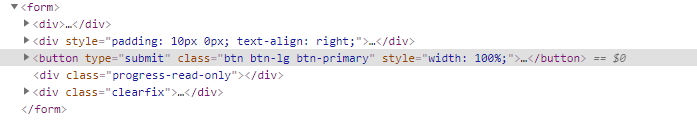 ▼<form>
▶<div>…</div>
▶<div style="padding: 10px 0px; text-align: right;">…</div>
▶<button type="submit" class="btn btn-lg btn-primary" style="width: 100%;">…</button> == $0
<div class="progress-read-only"></div>
▶<div class="clearfix">…</div>
</form>